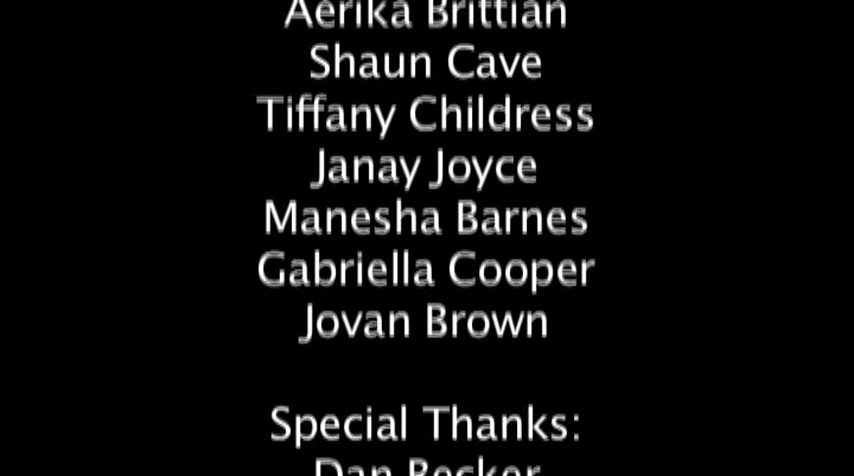 Aerika Brittian
Shaun Cave
Tiffany Childress
Janay Joyce
Manesha Barnes
Gabriella Cooper
Jovan Brown
Special Thanks:
Dan Becker